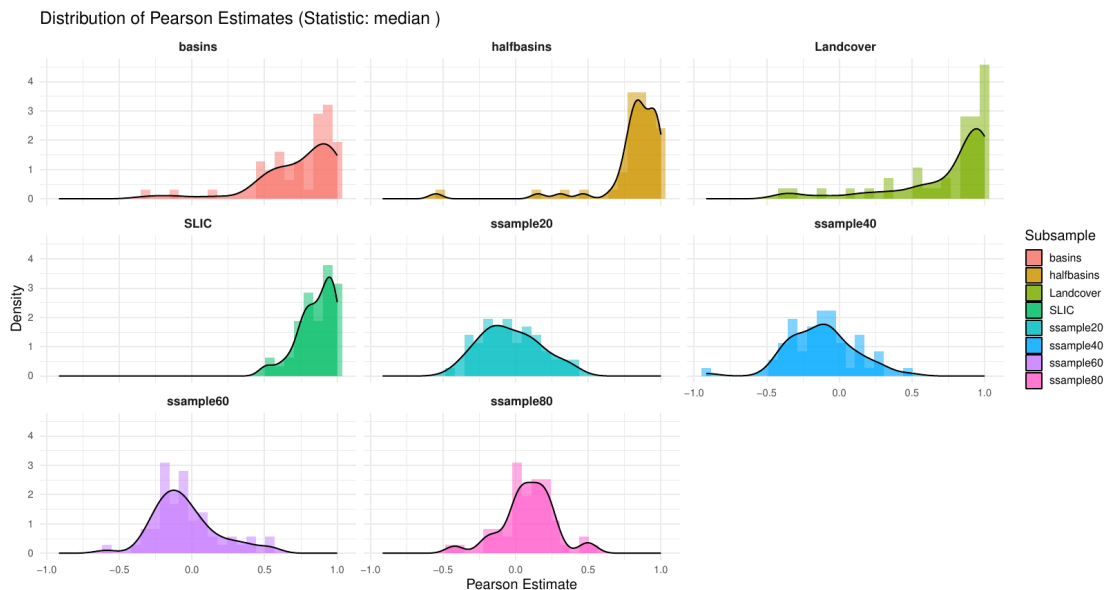 Distribution of Pearson Estimates (Statistic: median )
basins
halfbasins
Landcover
4
3
2
1
0
SLIC
ssample20
ssample40
4
3
2
1
0
−1.0 −0.5 0.0 0.5 1.0
ssample60
ssample80
4
3
2
1
0
−1.0 −0.5 0.0 0.5 1.0
−1.0 −0.5 0.0 0.5 1.0
Pearson Estimate
Density
Subsample
basins
halfbasins
Landcover
SLIC
ssample20
ssample40
ssample60
ssample80